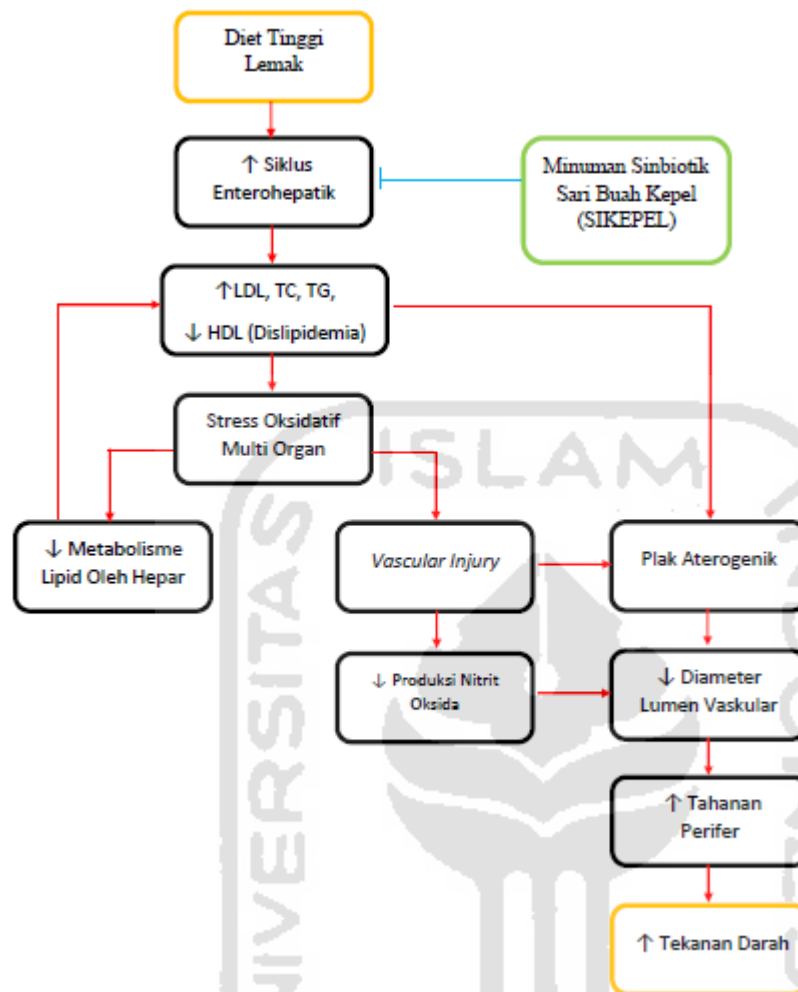 Diet Tinggi
Lemak
↑ Siklus
Enterohepatik
Minuman Sinbiotik
Sari Buah Kepel
(SIKEPEL)
↑LDL, TC, TG,
↓ HDL (Dislipidemia)
Stress Oksidatif
Multi Organ
↓ Metabolisme
Lipid Oleh Hepar
Vascular Injury
Plak Aterogenik
↓ Produksi Nitrit
Oksida
↓ Diameter
Lumen Vaskular
↑ Tahanan
Perifer
↑ Tekanan Darah
UNIVERSITAS
ISLAM